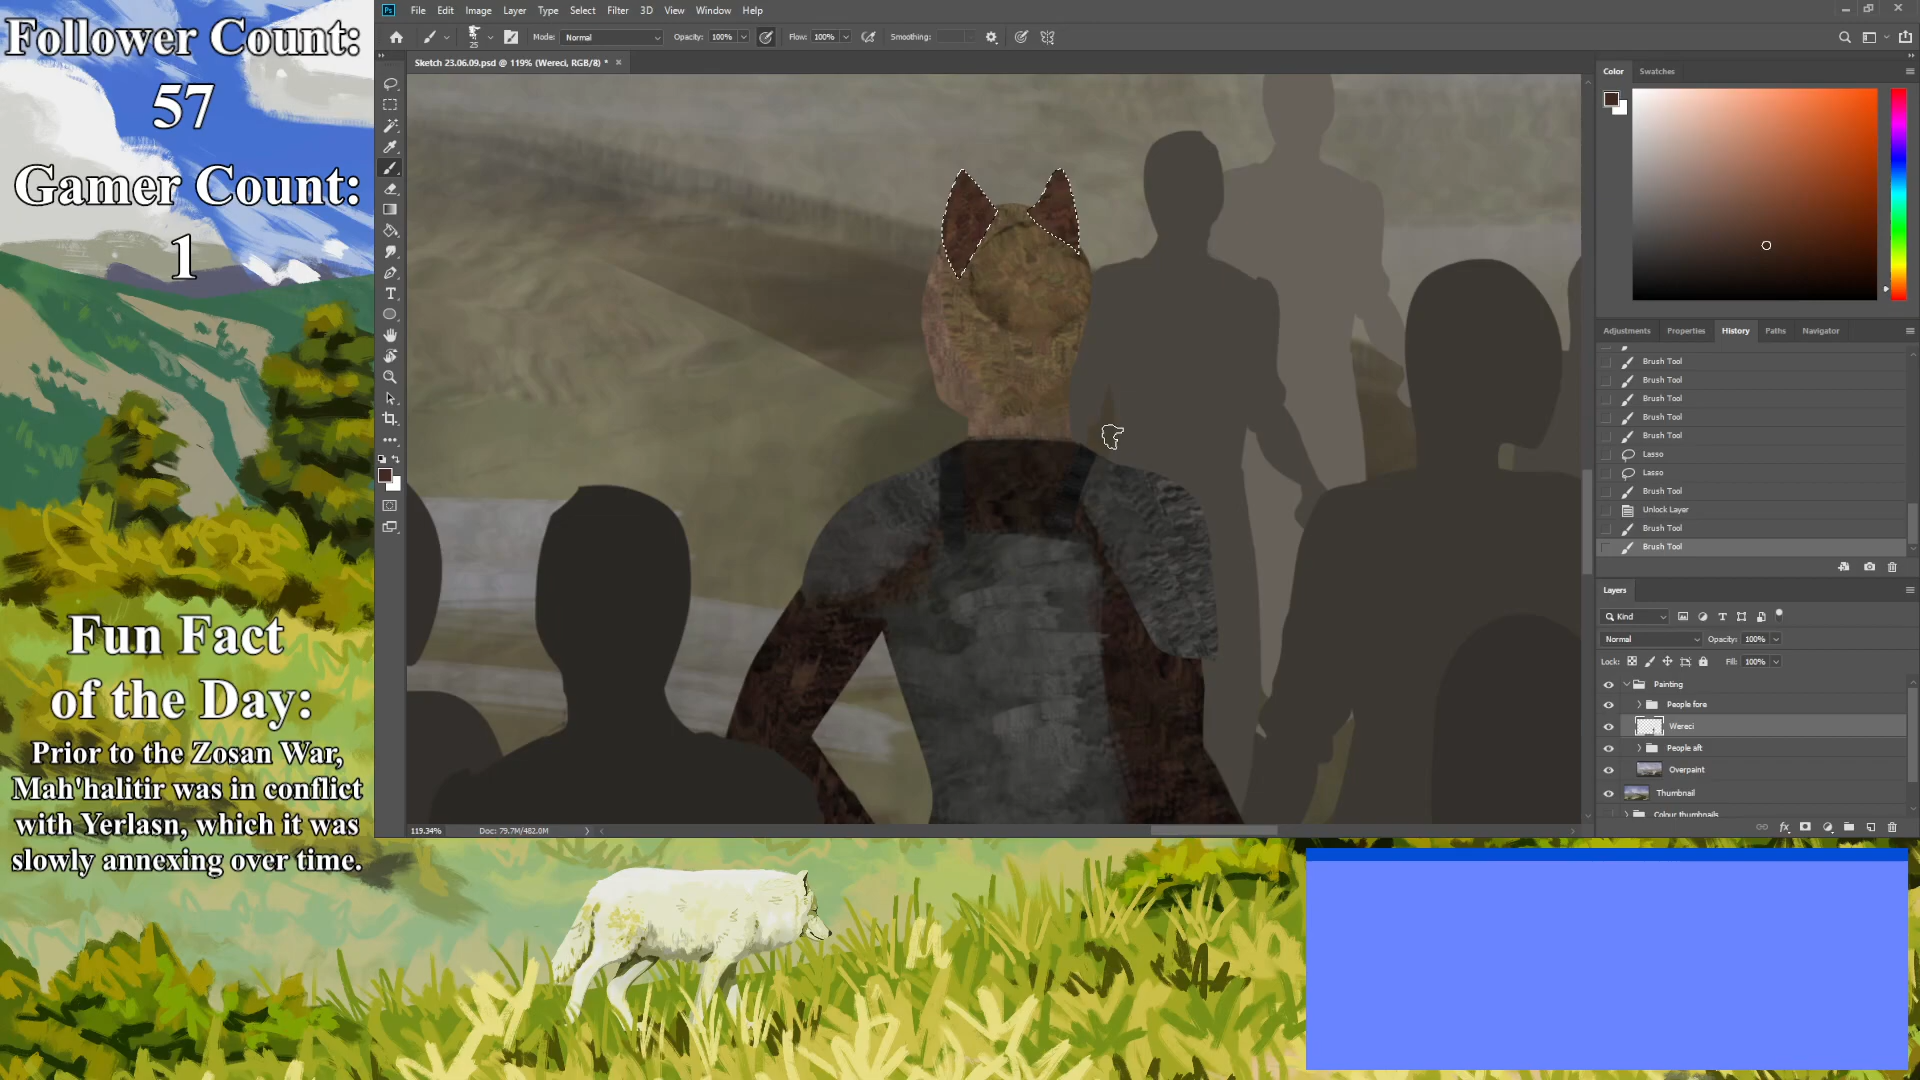 Follower Count:
57
Gamer Count:
1
Fun Fact
of the Day:
Prior to the Zosan War,
Mah'halitir was in conflict
with Yerlasn, which it was
slowly annexing over time.
Ps File Edit Image Layer Type Select Filter 3D View Window Help
25 Mode: Normal Opacity: 100% Flow: 100% Smoothing:
Sketch 23.06.09.psd @ 119% (Wereci, RGB/8) *
Color Swatches
Adjustments Properties History Paths Navigator
Brush Tool
Brush Tool
Brush Tool
Brush Tool
Brush Tool
Lasso
Lasso
Brush Tool
Unlock Layer
Brush Tool
Brush Tool
Layers
Kind
Normal Opacity: 100%
Lock: Fill: 100%
Painting
People fore
Wereci
People aft
Overpaint
Thumbnail
Colour thumbnails
119.34% Doc: 79.7M/482.0M